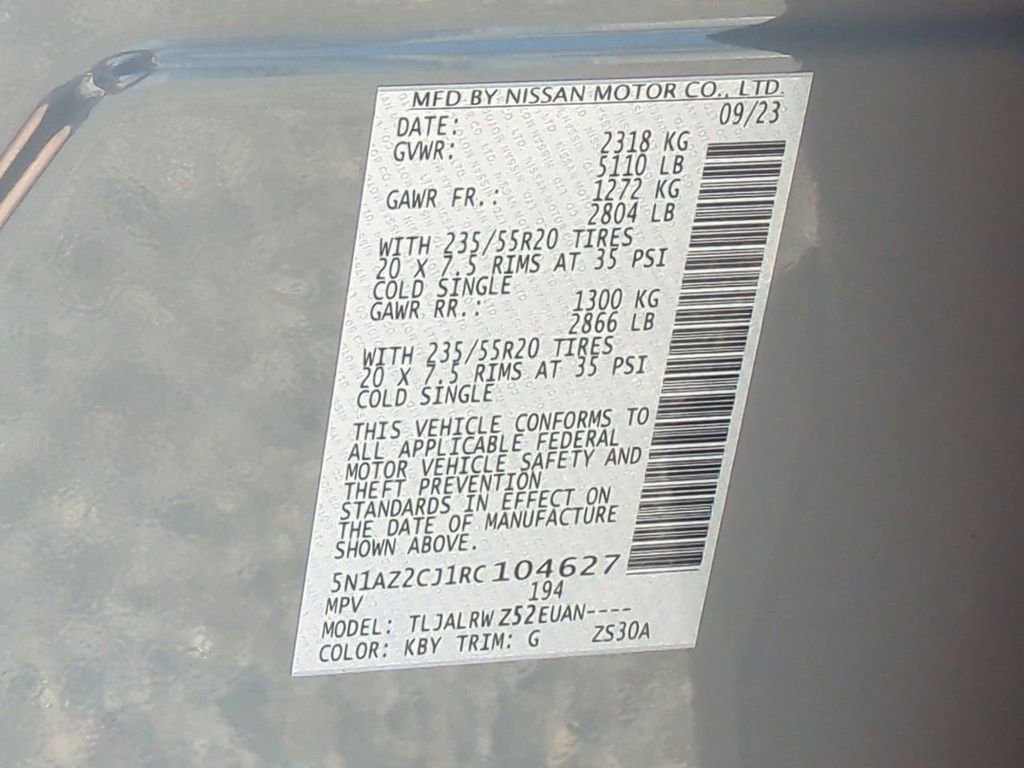 MFD BY NISSAN MOTOR CO., LTD.
DATE: 09/23
GVWR: 2318 KG
5110 LB
GAWR FR.: 1272 KG
2804 LB
WITH 235/55R20 TIRES
20 X 7.5 RIMS AT 35 PSI
COLD SINGLE
GAWR RR.: 1300 KG
2866 LB
WITH 235/55R20 TIRES
20 X 7.5 RIMS AT 35 PSI
COLD SINGLE
THIS VEHICLE CONFORMS TO
ALL APPLICABLE FEDERAL
MOTOR VEHICLE SAFETY AND
THEFT PREVENTION
STANDARDS IN EFFECT ON
THE DATE OF MANUFACTURE
SHOWN ABOVE.
5N1AZ2CJ1RC104627
MPV 194
MODEL: TLJALRW Z52EUAN----
COLOR: KBY TRIM: G ZS30A